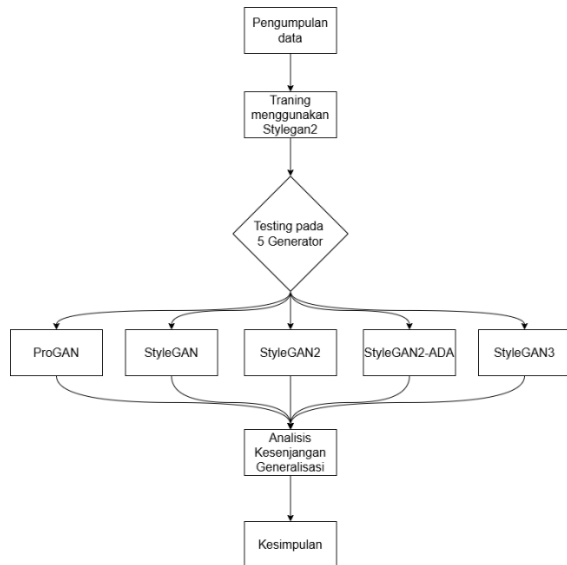 Pengumpulan
data
Traning
menggunakan
Stylegan2
Testing pada
5 Generator
ProGAN
StyleGAN
StyleGAN2
StyleGAN2-ADA
StyleGAN3
Analisis
Kesenjangan
Generalisasi
Kesimpulan